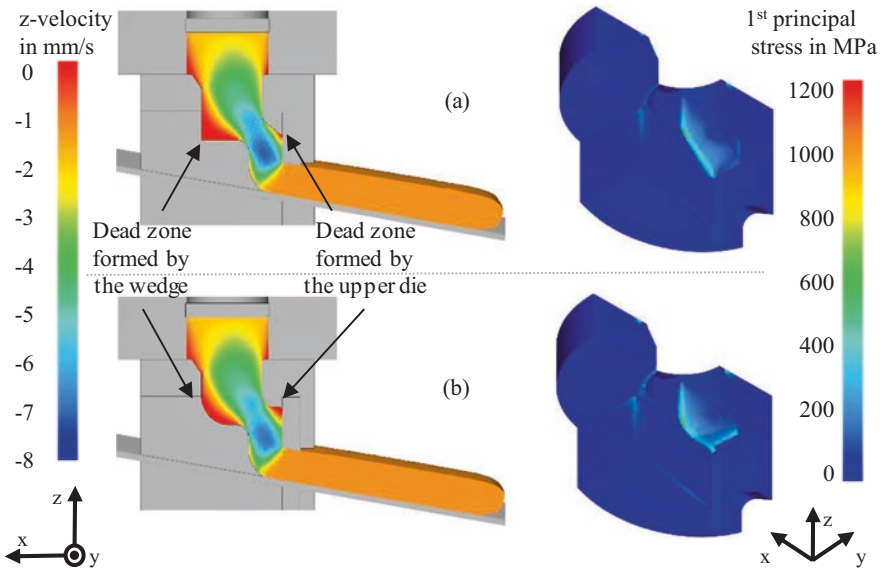 z-velocity
in mm/s
0
-1
-2
-3
-4
-5
-6
-7
-8
(a)
Dead zone
formed by
the wedge
Dead zone
formed by
the upper die
(b)
1st principal
stress in MPa
1200
1000
800
600
400
200
0
z
x
y
z
x
y